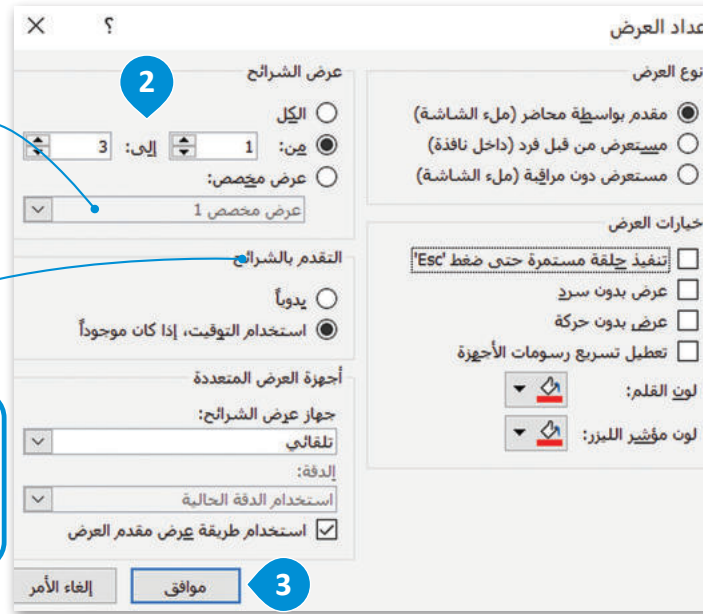 عداد العرض
؟ ×
نوع العرض
مقدم بواسطة محاضر (ملء الشاشة)
مستعرض من قبل فرد (داخل نافذة)
مستعرض دون مراقبة (ملء الشاشة)
خيارات العرض
تنفيذ حلقة مستمرة حتى ضغط 'Esc'
عرض بدون سرد
عرض بدون حركة
تعطيل تسريع رسومات الأجهزة
لون القلم:
لون مؤشر الليزر:
عرض الشرائح
2
الكل
من: 1 إلى: 3
عرض مخصص:
عرض مخصص 1
التقدم بالشرائح
يدوياً
استخدام التوقيت، إذا كان موجوداً
أجهزة العرض المتعددة
جهاز عرض الشرائح:
تلقائي
الدقة:
استخدام الدقة الحالية
استخدام طريقة عرض مقدم العرض
3
موافق
إلغاء الأمر